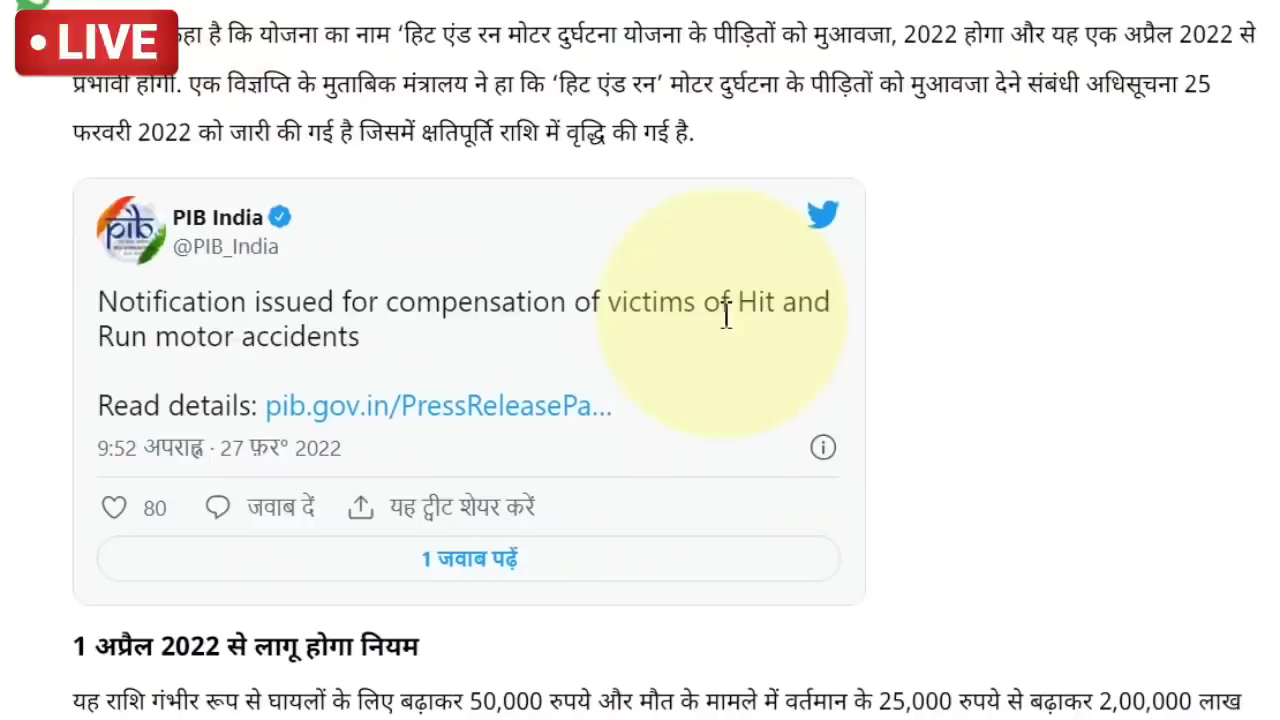 LIVE
हा है कि योजना का नाम ‘हिट एंड रन मोटर दुर्घटना योजना के पीड़ितों को मुआवजा, 2022 होगा और यह एक अप्रैल 2022 से
प्रभावी होगी. एक विज्ञप्ति के मुताबिक मंत्रालय ने हा कि ‘हिट एंड रन’ मोटर दुर्घटना के पीड़ितों को मुआवजा देने संबंधी अधिसूचना 25
फरवरी 2022 को जारी की गई है जिसमें क्षतिपूर्ति राशि में वृद्धि की गई है.
pib
PIB India
@PIB_India
Notification issued for compensation of victims of Hit and
Run motor accidents
Read details: pib.gov.in/PressReleasePa...
9:52 अपराह्न · 27 फ़र॰ 2022
80 जवाब दें यह ट्वीट शेयर करें
1 जवाब पढ़ें
1 अप्रैल 2022 से लागू होगा नियम
यह राशि गंभीर रूप से घायलों के लिए बढ़ाकर 50,000 रुपये और मौत के मामले में वर्तमान के 25,000 रुपये से बढ़ाकर 2,00,000 लाख